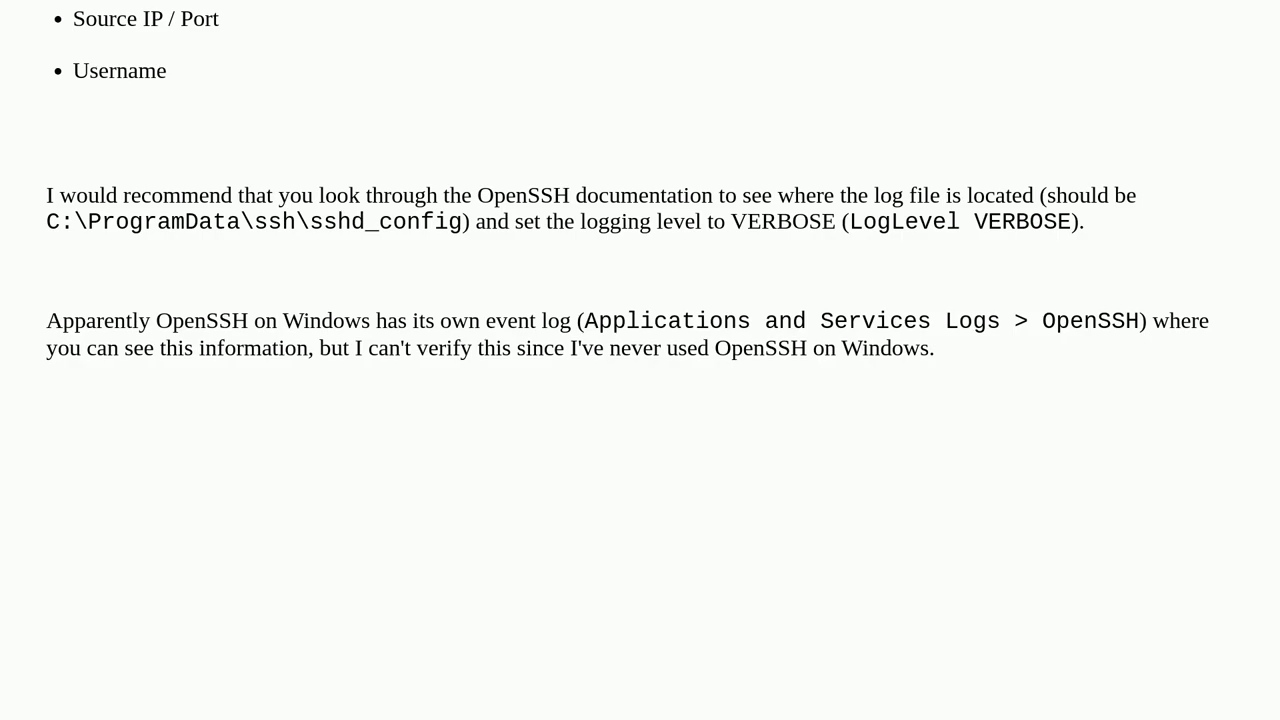 • Source IP / Port
• Username
I would recommend that you look through the OpenSSH documentation to see where the log file is located (should be
C:\ProgramData\ssh\sshd_config) and set the logging level to VERBOSE (LogLevel VERBOSE).
Apparently OpenSSH on Windows has its own event log (Applications and Services Logs > OpenSSH) where
you can see this information, but I can't verify this since I've never used OpenSSH on Windows.